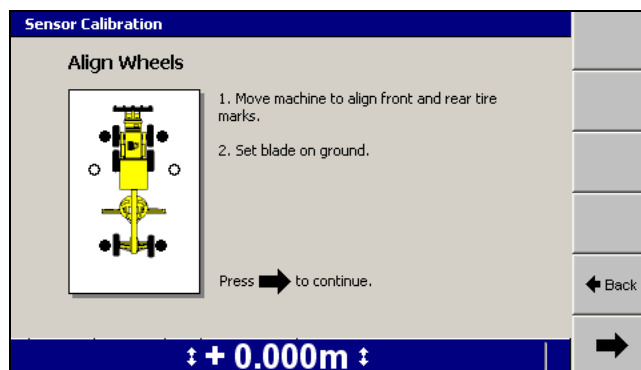 Sensor Calibration
Align Wheels
1. Move machine to align front and rear tire
marks.
2. Set blade on ground.
Press to continue.
Back
+ 0.000m